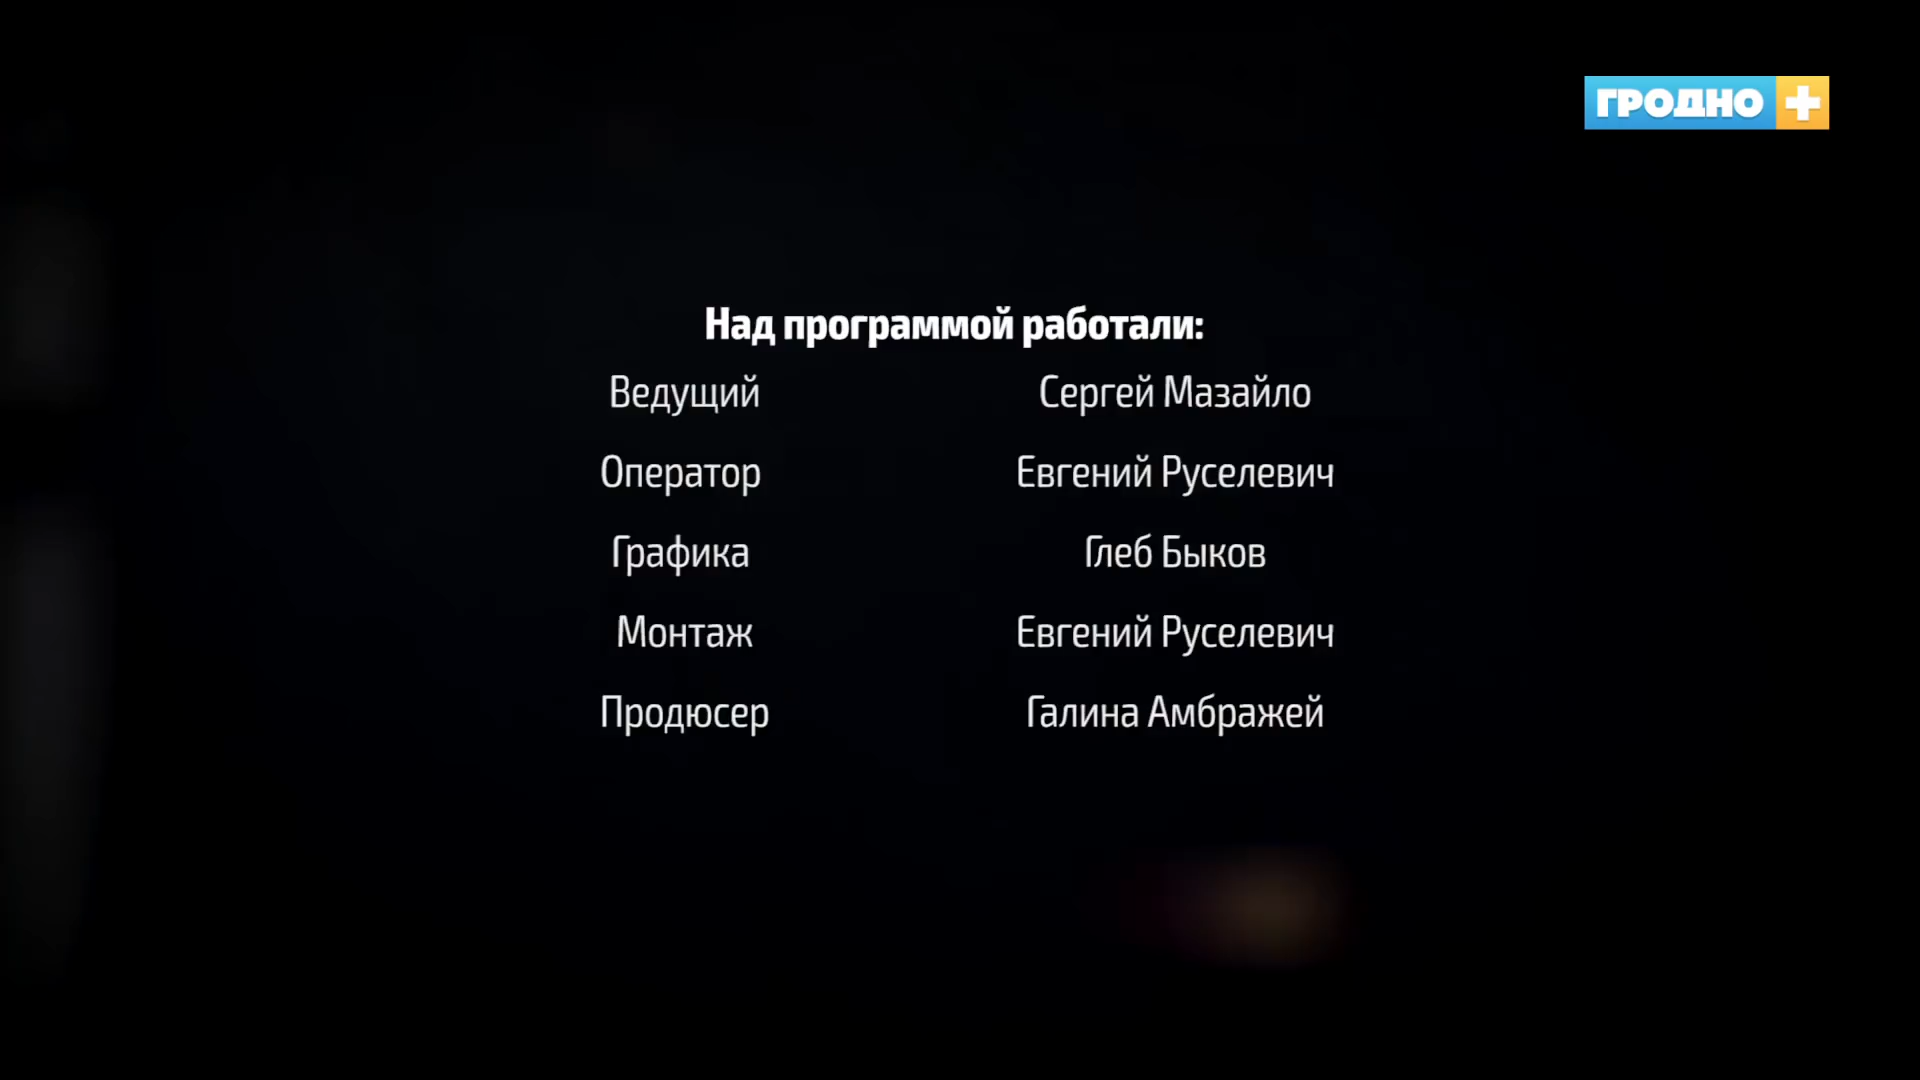 ГРОДНО +
Над программой работали:
Ведущий Сергей Мазайло
Оператор Евгений Руселевич
Графика Глеб Быков
Монтаж Евгений Руселевич
Продюсер Галина Амбражей